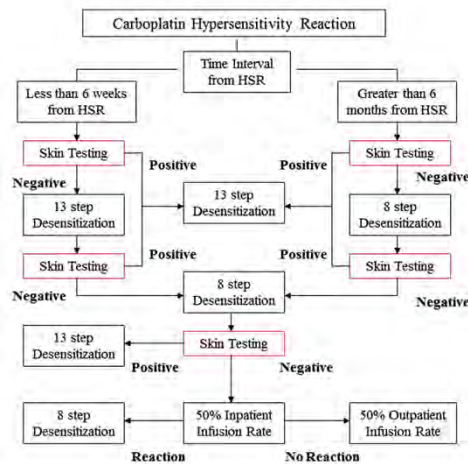 Carboplatin Hypersensitivity Reaction
Time Interval
from HSR
Less than 6 weeks
from HSR
Greater than 6
months from HSR
Skin Testing
Skin Testing
Negative
Positive
Positive
Negative
13 step
Desensitization
13 step
Desensitization
8 step
Desensitization
Skin Testing
Positive
Positive
Skin Testing
Negative
8 step
Desensitization
Negative
13 step
Desensitization
Skin Testing
Positive
Negative
8 step
Desensitization
50% Inpatient
Infusion Rate
50% Outpatient
Infusion Rate
Reaction
No Reaction